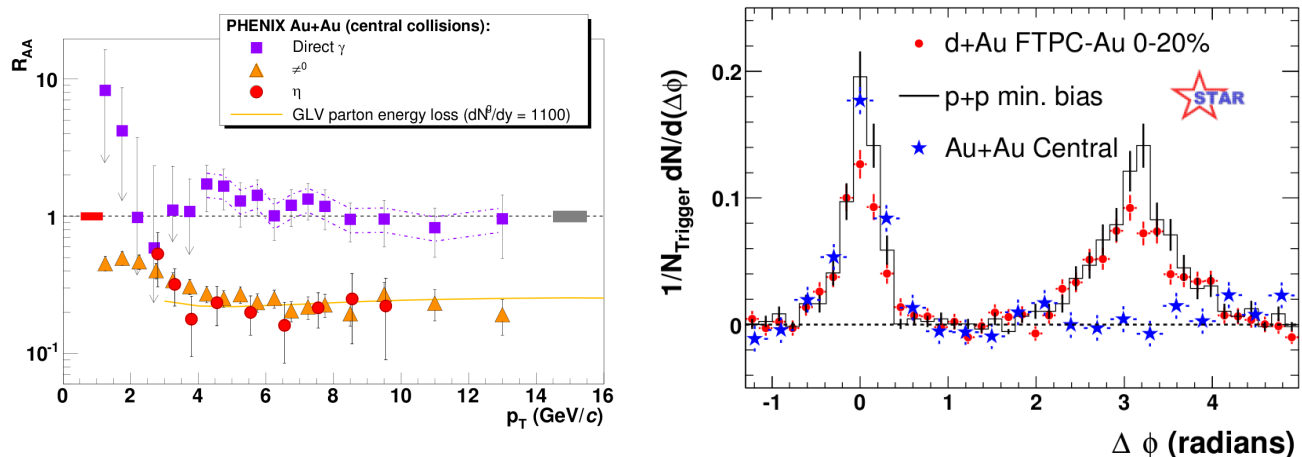 PHENIX Au+Au (central collisions):
Direct γ
≠⁰
η
GLV parton energy loss (dNᵍ/dy = 1100)
R_AA
10
1
10⁻¹
0 2 4 6 8 10 12 14 16
p_T (GeV/c)
d+Au FTPC-Au 0-20%
p+p min. bias
Au+Au Central
STAR
1/N_Trigger dN/d(Δφ)
0.2
0.1
0
-1 0 1 2 3 4
Δ φ (radians)